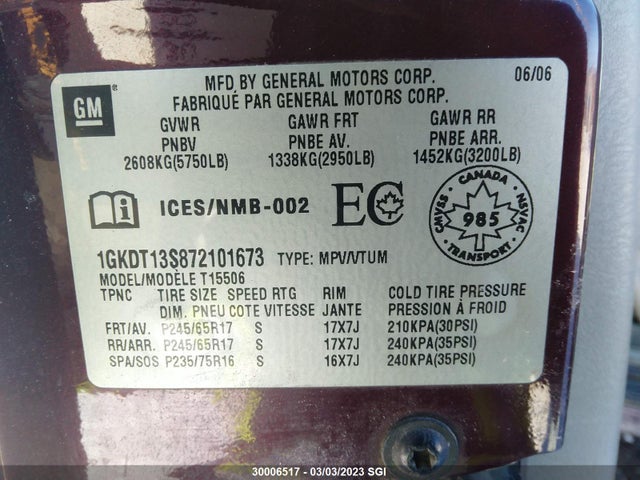 GM
MFD BY GENERAL MOTORS CORP. 06/06
FABRIQUÉ PAR GENERAL MOTORS CORP.
GVWR GAWR FRT GAWR RR
PNBV PNBE AV. PNBE ARR.
2608KG(5750LB) 1338KG(2950LB) 1452KG(3200LB)
ICES/NMB-002 EC
CANADA
CMVSS 985 NSVAC
TRANSPORT
1GKDT13S872101673 TYPE: MPV/VTUM
MODEL/MODÈLE T15506
TPNC TIRE SIZE SPEED RTG RIM COLD TIRE PRESSURE
DIM. PNEU COTE VITESSE JANTE PRESSION À FROID
FRT/AV. P245/65R17 S 17X7J 210KPA(30PSI)
RR/ARR. P245/65R17 S 17X7J 240KPA(35PSI)
SPA/SOS P235/75R16 S 16X7J 240KPA(35PSI)
30006517 - 03/03/2023 SGI